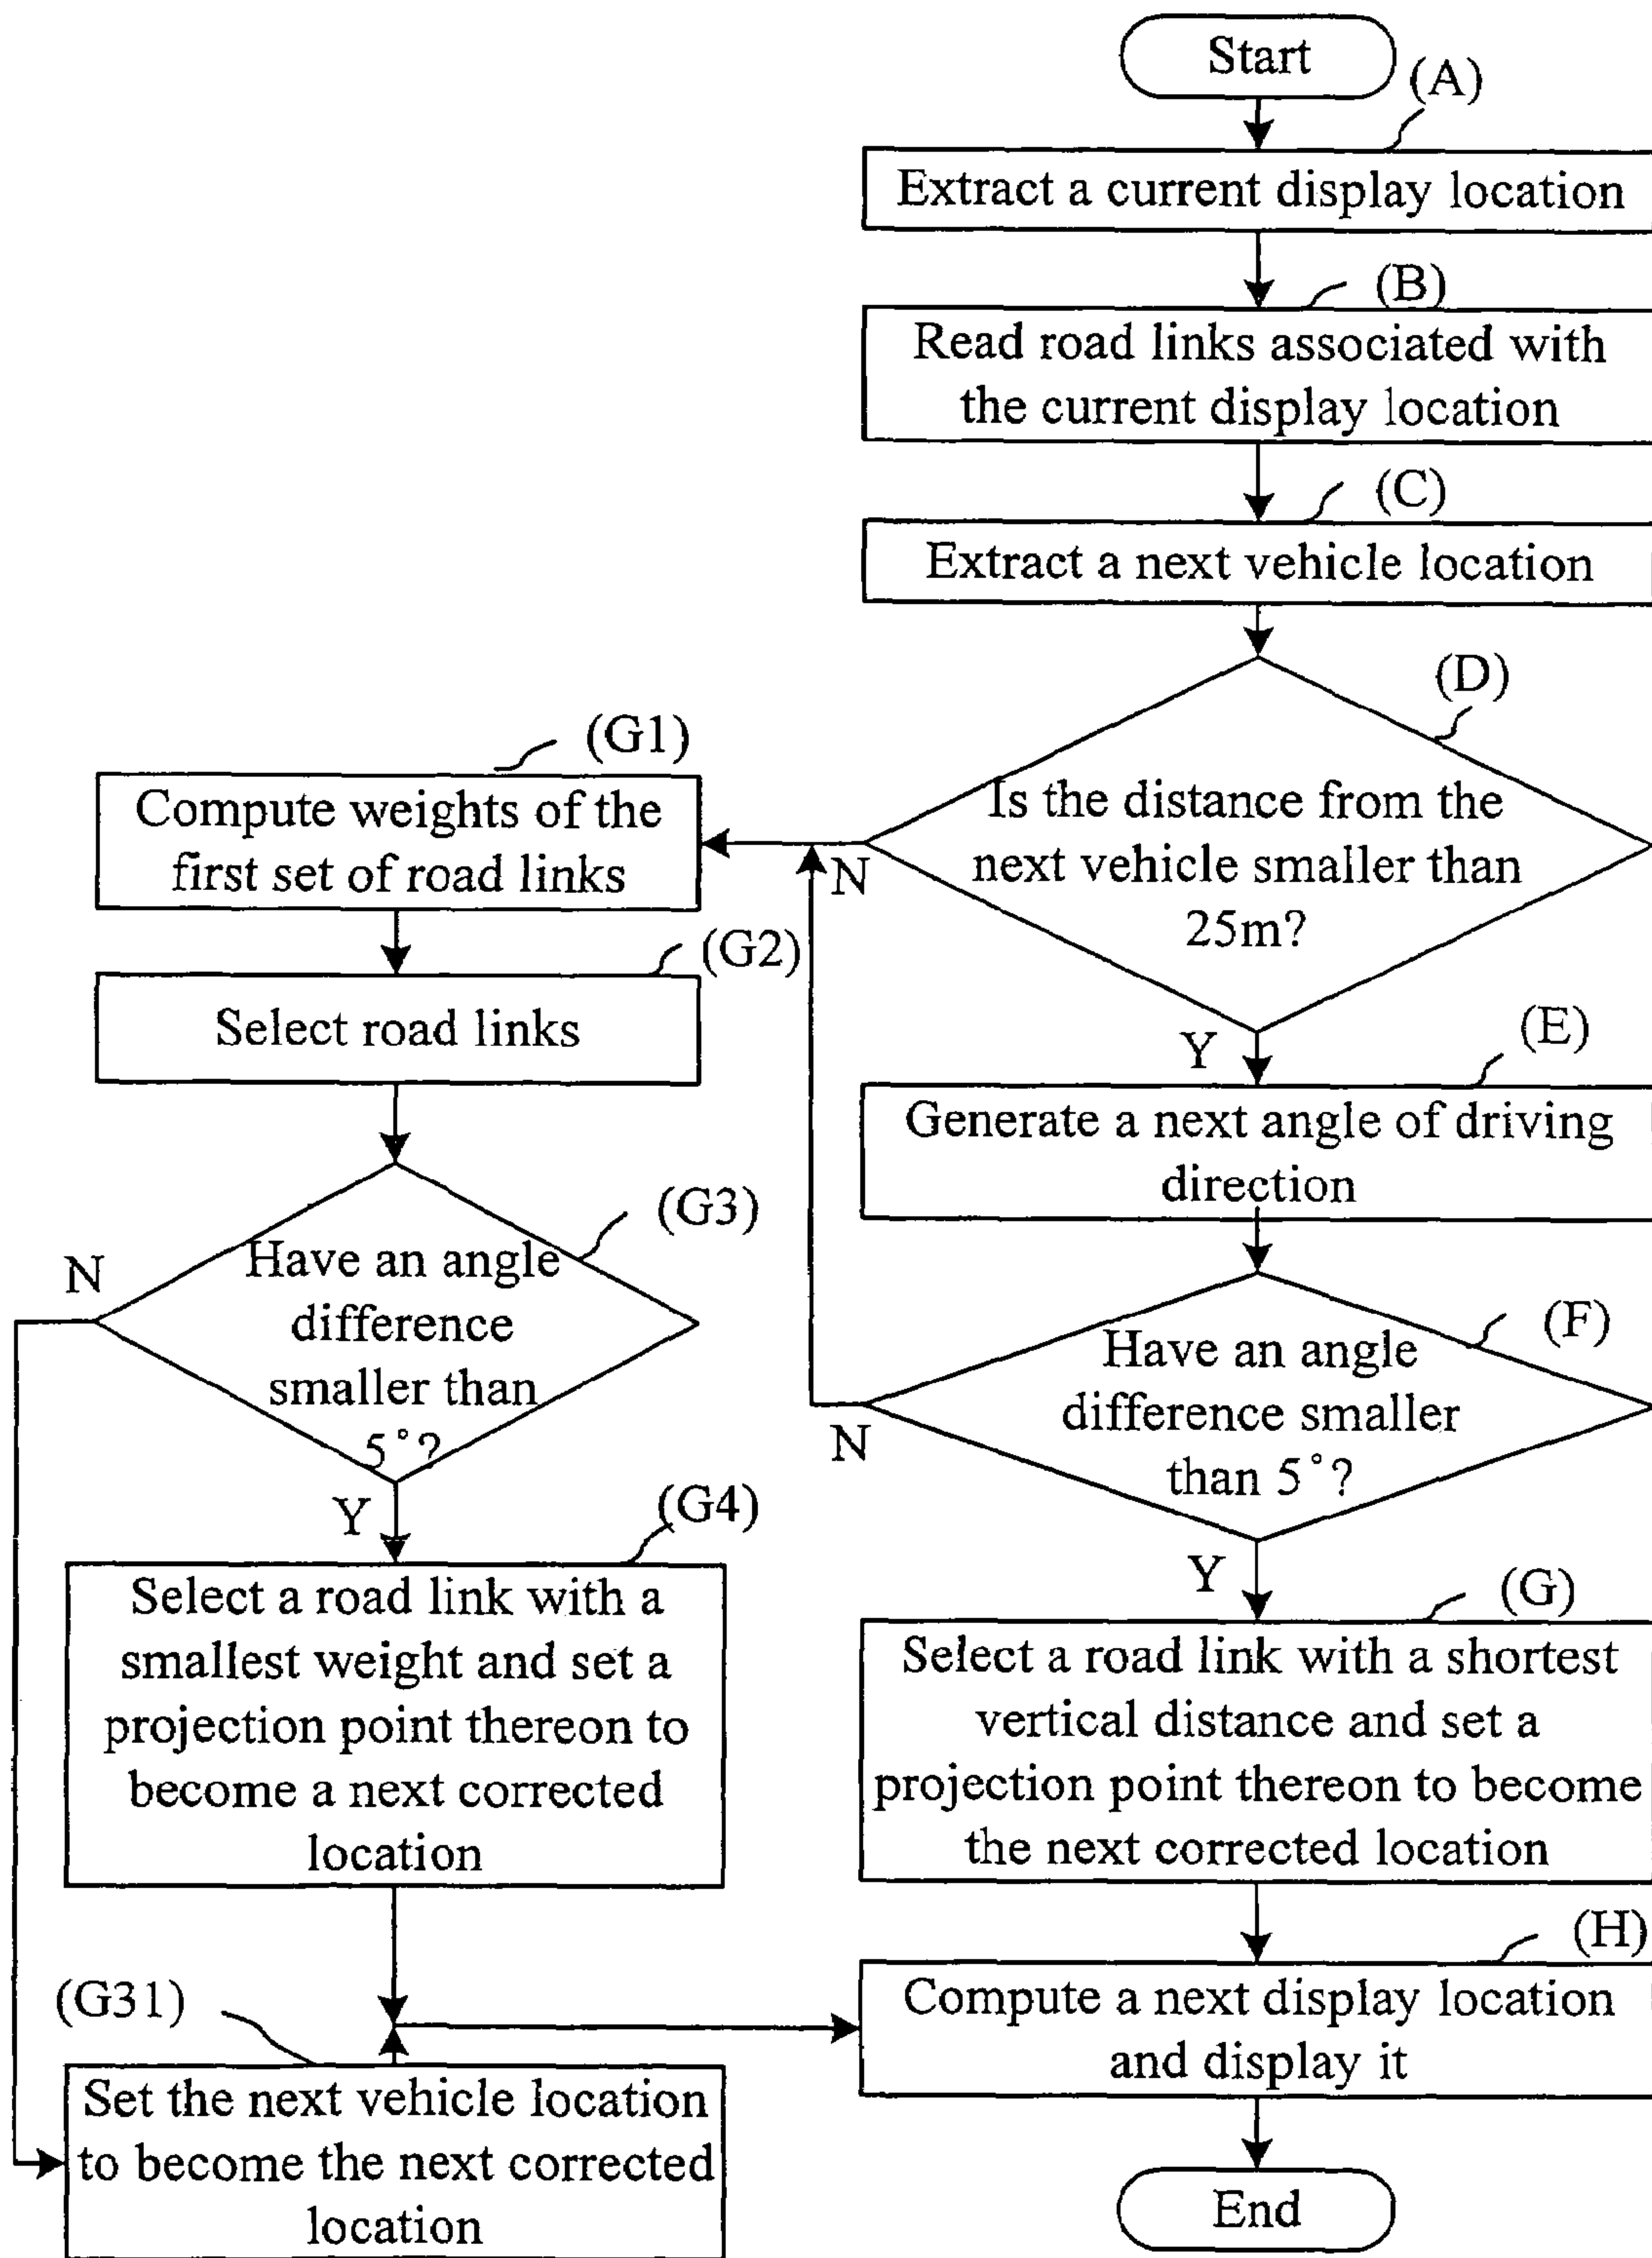 Start
(A)
Extract a current display location
(B)
Read road links associated with
the current display location
(C)
Extract a next vehicle location
(D)
Is the distance from the
next vehicle smaller than
25m?
N
Y
(E)
Generate a next angle of driving
direction
(F)
Have an angle
difference smaller
than 5°?
N
Y
(G)
Select a road link with a shortest
vertical distance and set a
projection point thereon to become
the next corrected location
(H)
Compute a next display location
and display it
End
(G1)
Compute weights of the
first set of road links
(G2)
Select road links
(G3)
Have an angle
difference
smaller than
5°?
N
Y
(G4)
Select a road link with a
smallest weight and set a
projection point thereon to
become a next corrected
location
(G31)
Set the next vehicle location
to become the next corrected
location